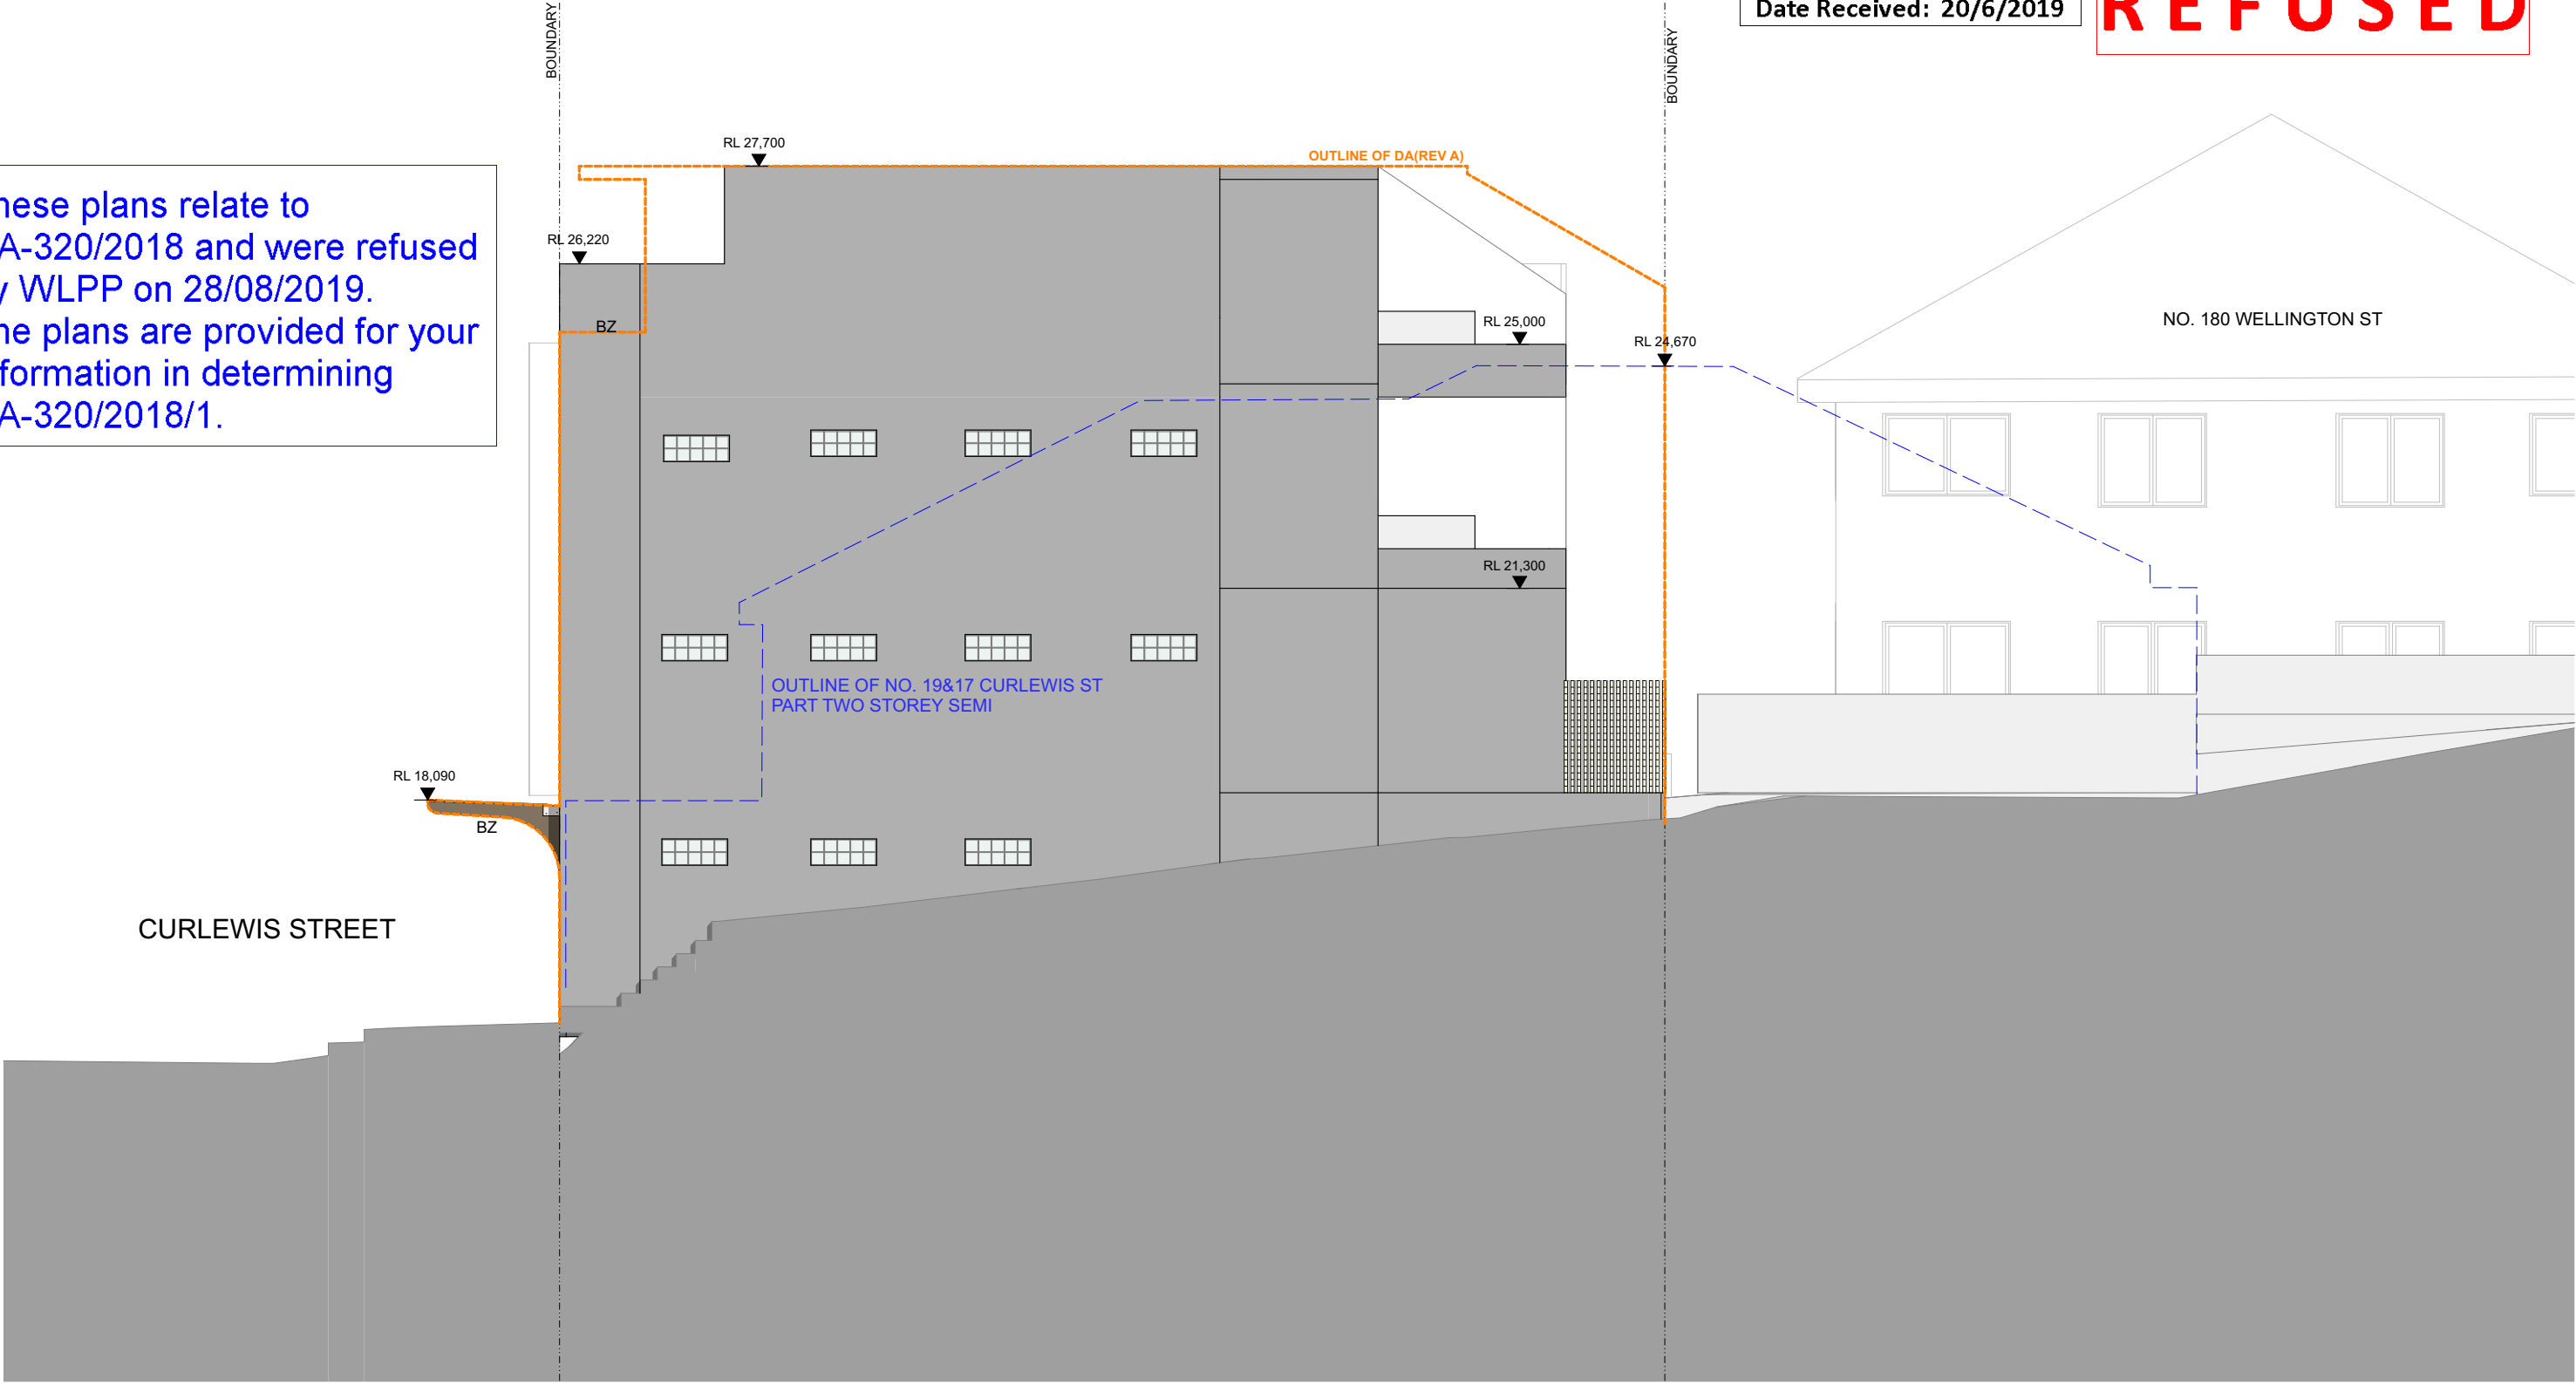 Date Received: 20/6/2019
REFUSED
BOUNDARY
BOUNDARY
RL 27,700
OUTLINE OF DA(REV A)
hese plans relate to
A-320/2018 and were refused
y WLPP on 28/08/2019.
he plans are provided for your
formation in determining
A-320/2018/1.
RL 26,220
BZ
RL 25,000
RL 24,670
NO. 180 WELLINGTON ST
RL 21,300
OUTLINE OF NO. 19&17 CURLEWIS ST
PART TWO STOREY SEMI
RL 18,090
BZ
CURLEWIS STREET